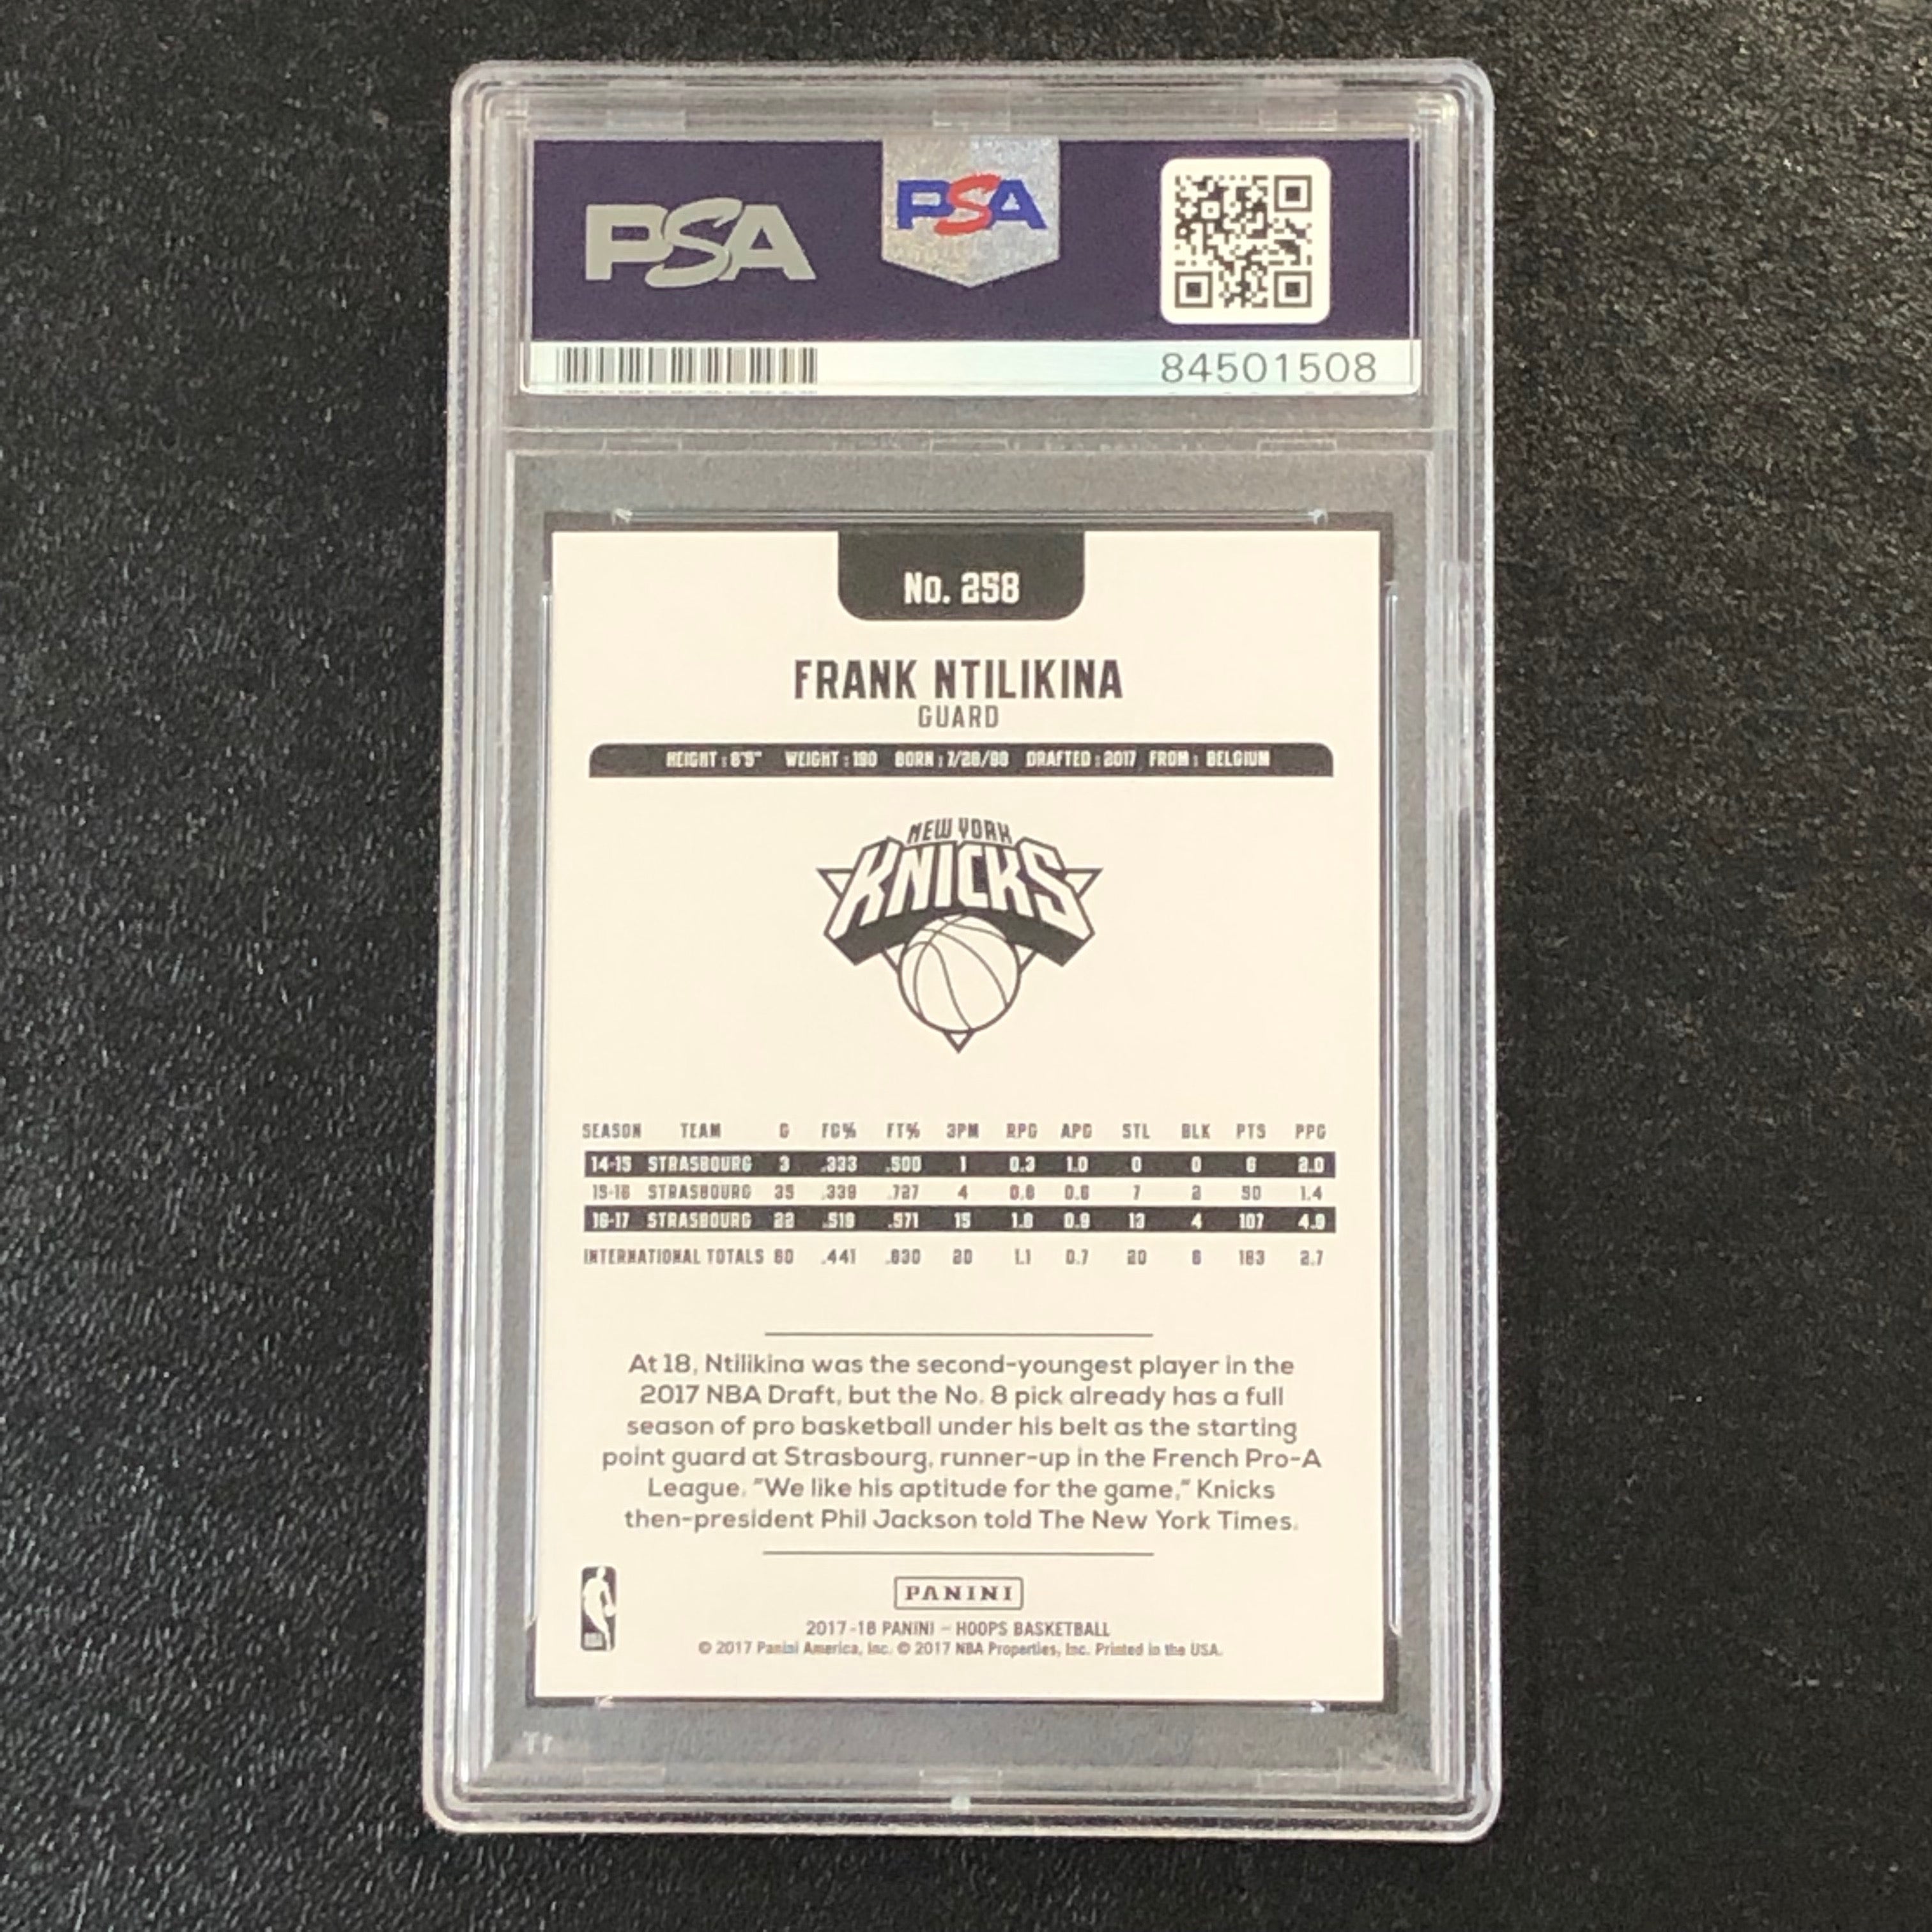 PSA PSA
84501508
No. 258
FRANK NTILIKINA
GUARD
HEIGHT : 6'5" WEIGHT : 190 BORN : 7/28/98 DRAFTED : 2017 FROM : BELGIUM
NEW YORK
KNICKS
SEASON TEAM G FG% FT% 3PM RPG APG STL BLK PTS PPG
14-15 STRASBOURG 3 .333 .500 1 0.3 1.0 0 0 6 2.0
15-16 STRASBOURG 35 .339 .727 4 0.6 0.6 7 2 50 1.4
16-17 STRASBOURG 22 .519 .571 15 1.8 0.9 13 4 107 4.9
INTERNATIONAL TOTALS 60 .441 .630 20 1.1 0.7 20 6 163 2.7
At 18, Ntilikina was the second-youngest player in the
2017 NBA Draft, but the No. 8 pick already has a full
season of pro basketball under his belt as the starting
point guard at Strasbourg, runner-up in the French Pro-A
League. "We like his aptitude for the game," Knicks
then-president Phil Jackson told The New York Times.
PANINI
2017-18 PANINI – HOOPS BASKETBALL
© 2017 Panini America, Inc. © 2017 NBA Properties, Inc. Printed in the USA.